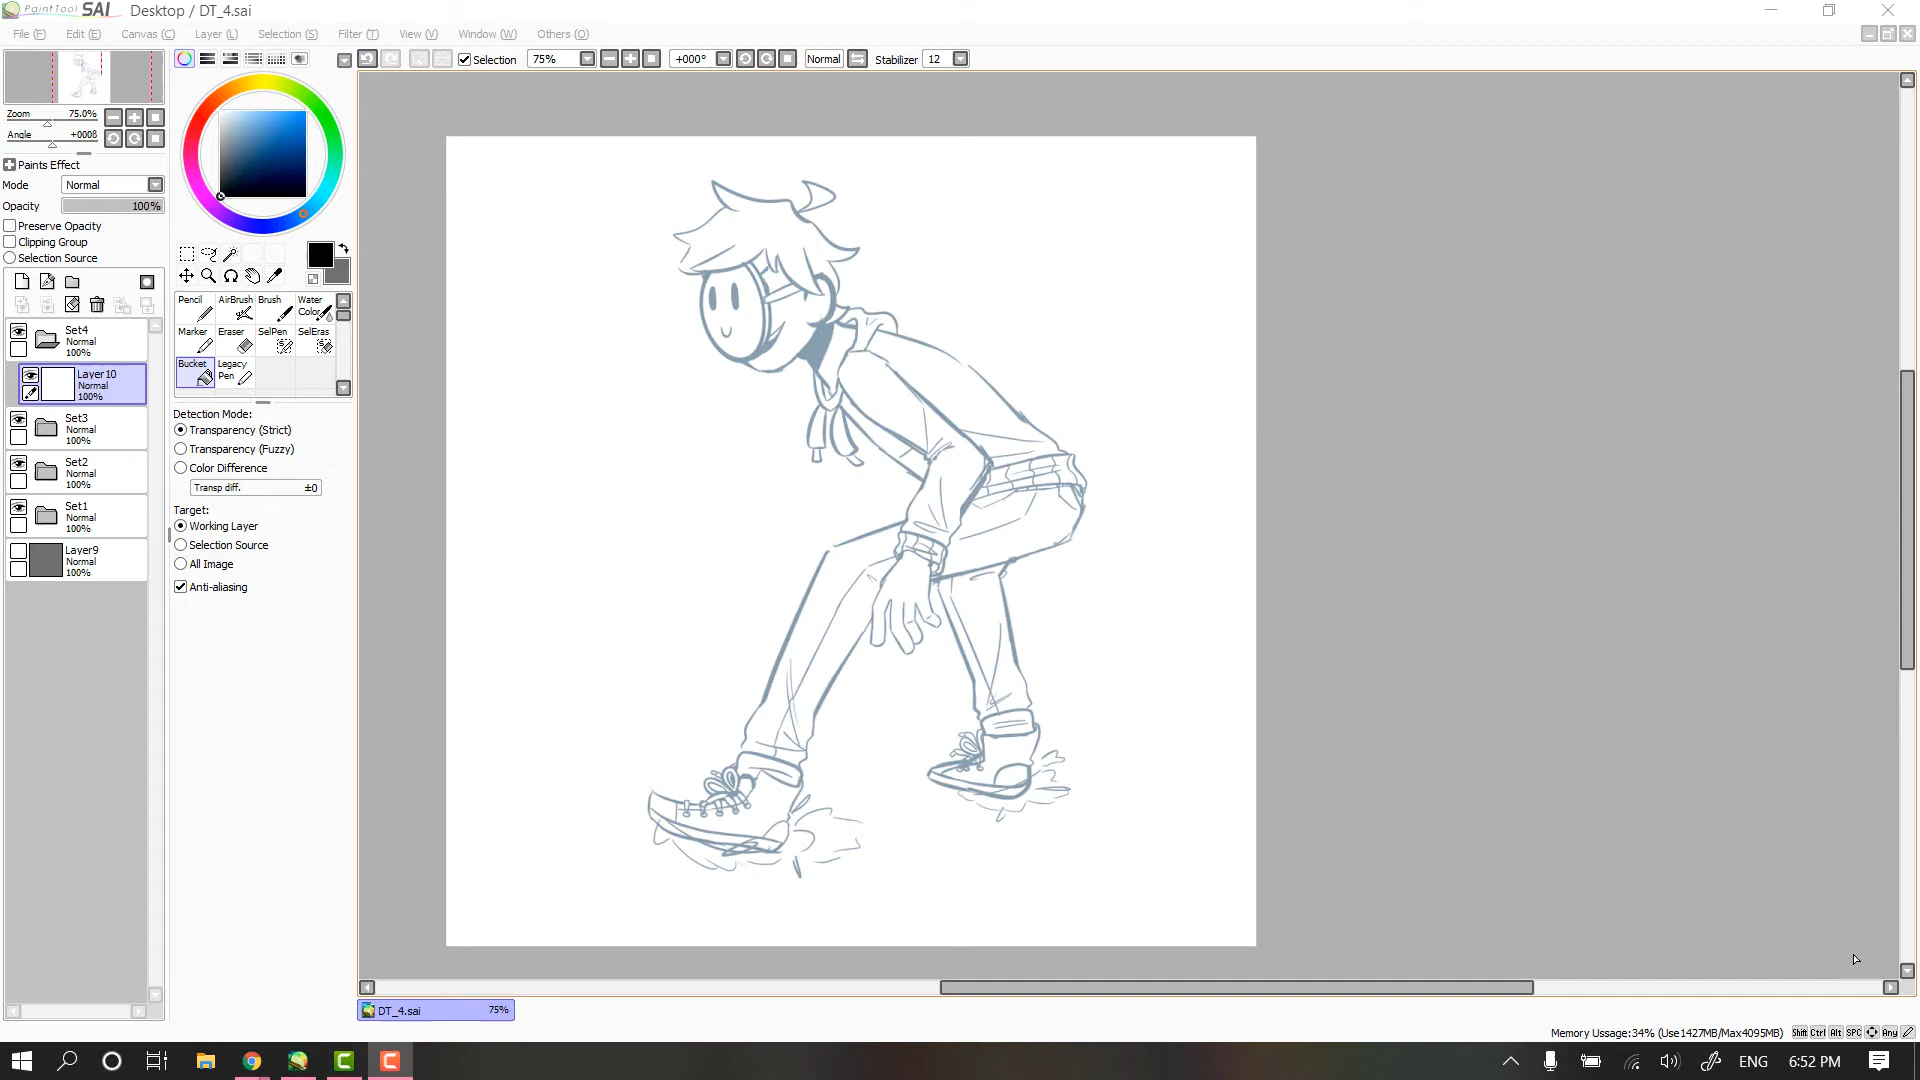 PaintTool SAI Desktop / DT_4.sai
File (F) Edit (E) Canvas (C) Layer (L) Selection (S) Filter (T) View (V) Window (W) Others (O)
Selection 75% +000° Normal Stabilizer 12
Zoom 75.0%
Angle +000ß
Paints Effect
Mode Normal
Opacity 100%
Preserve Opacity
Clipping Group
Selection Source
Set4
Normal
100%
Layer10
Normal
100%
Set3
Normal
100%
Set2
Normal
100%
Set1
Normal
100%
Layer9
Normal
100%
Pencil AirBrush Brush Water
Color
Marker Eraser SelPen SelEras
Bucket Legacy
Pen
Detection Mode:
Transparency (Strict)
Transparency (Fuzzy)
Color Difference
Transp diff. ±0
Target:
Working Layer
Selection Source
All Image
Anti-aliasing
DT_4.sai 75%
Memory Ussage:34% (Use1427MB/Max4095MB) Shift Ctrl Alt SPC Any
ENG 6:52 PM